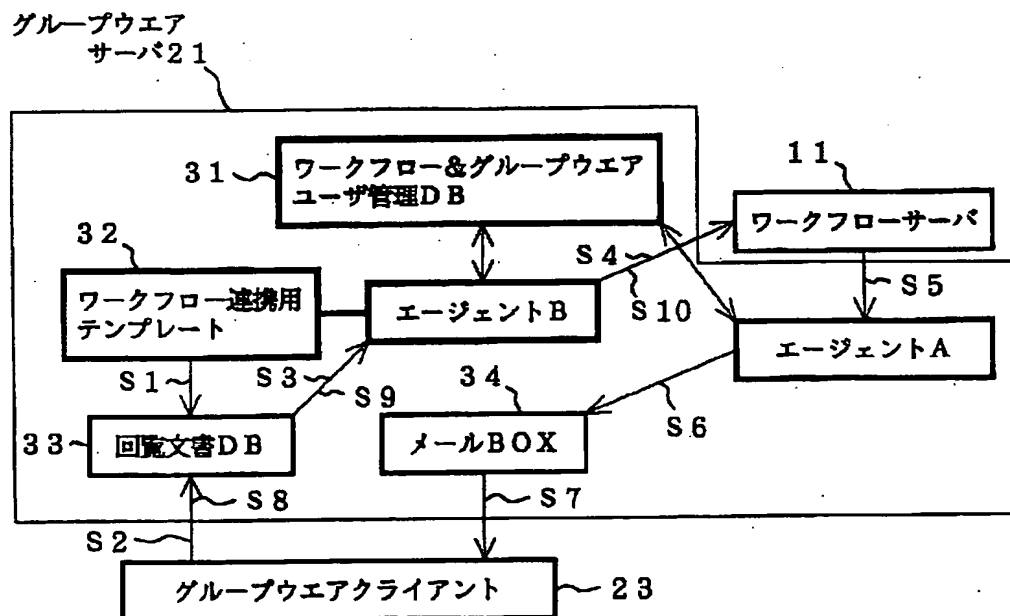 グループウエア
サーバ21
31
ワークフロー&グループウエア
ユーザ管理DB
11
ワークフローサーバ
32
ワークフロー連携用
テンプレート
エージェントB
S4
S10
S5
エージェントA
S1
S3
S9
34
S6
33
回覧文書DB
メールBOX
S8
S7
S2
グループウエアクライアント
23